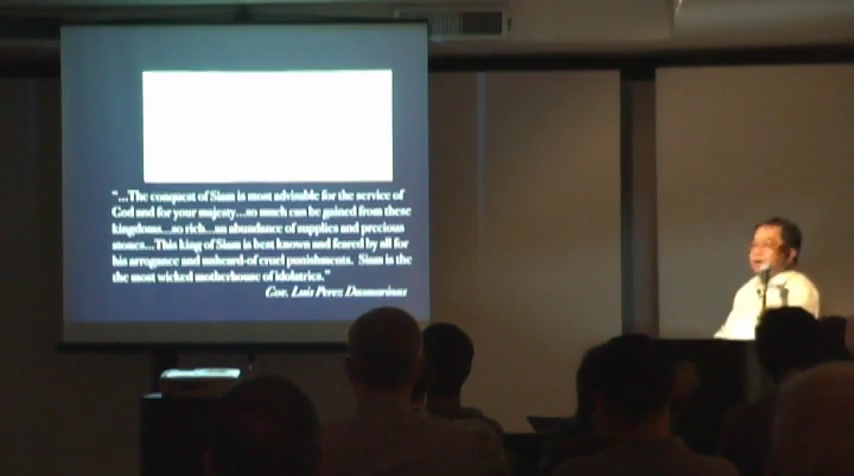 “...The conquest of Siam is most advisable for the service of
God and for your majesty...so much can be gained from these
kingdoms...so rich...an abundance of supplies and precious
stones...This king of Siam is best known and feared by all for
his arrogance and unheard-of cruel punishments. Siam is the
the most wicked motherhouse of idolatries.”
Gov. Luis Perez Dasmarinas